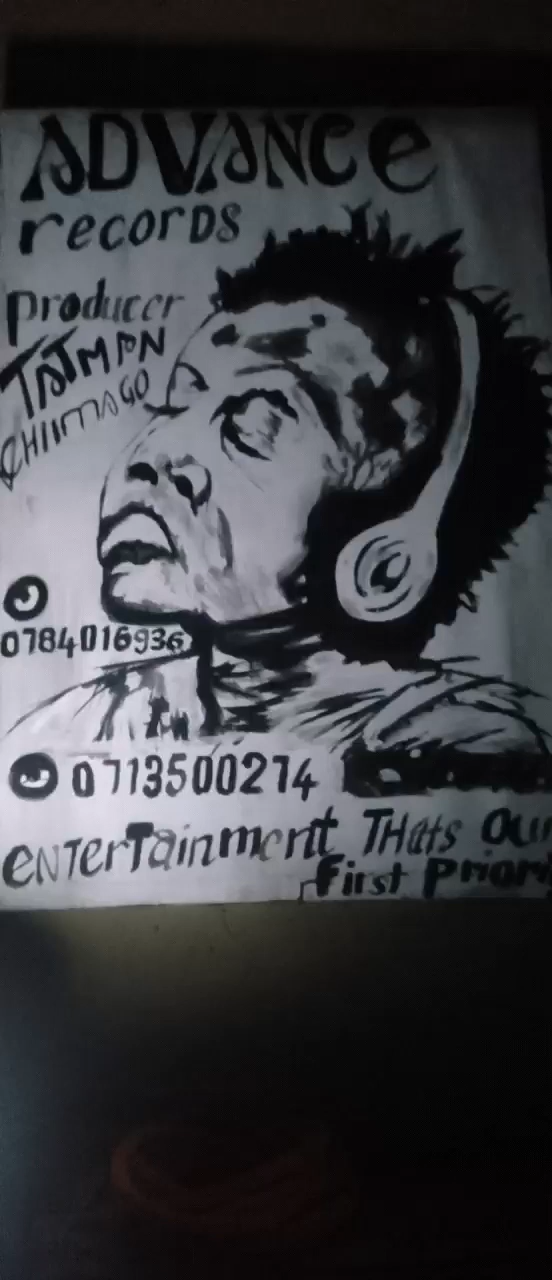 ADVANCe
recorDS
producer
TATMAN
CHIIMAGO
0784016936
0713500274
eNTerTainment THats our
first priori